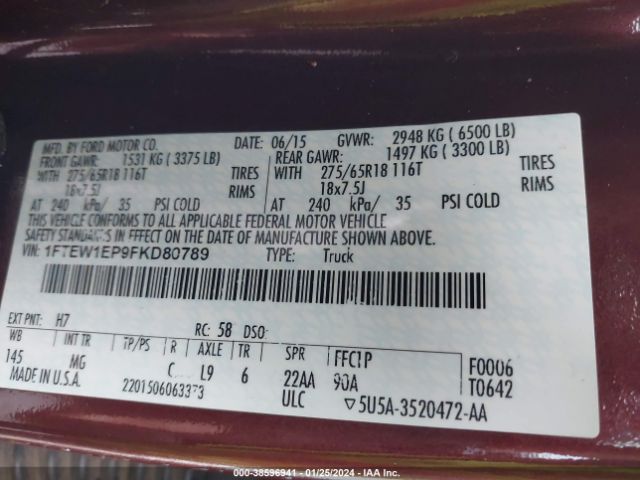 MFD. BY FORD MOTOR CO. DATE: 06/15 GVWR: 2948 KG (6500 LB)
FRONT GAWR: 1531 KG (3375 LB) REAR GAWR: 1497 KG (3300 LB)
WITH 275/65R18 116T TIRES WITH 275/65R18 116T TIRES
18x7.5J RIMS 18x7.5J RIMS
AT 240 kPa/ 35 PSI COLD AT 240 kPa/ 35 PSI COLD
THIS VEHICLE CONFORMS TO ALL APPLICABLE FEDERAL MOTOR VEHICLE
SAFETY STANDARDS IN EFFECT ON THE DATE OF MANUFACTURE SHOWN ABOVE.
VIN: 1FTEW1EP9FKD80789 TYPE: Truck
EXT PNT: H7 RC: 58 DSO:
WB INT TR TP/PS R AXLE TR SPR FFC1P F0006
145 MG C L9 6 22AA 90A T0642
MADE IN U.S.A. 2201506063373 ULC 5U5A-3520472-AA
000-38596941 - 01/25/2024 - IAA Inc.